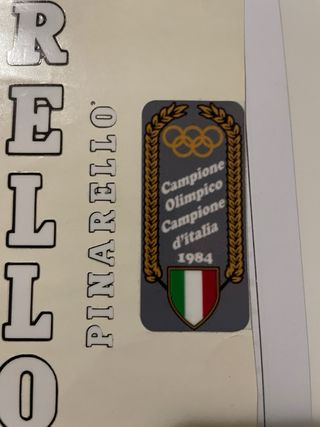 RELLO
PINARELLO
Campione
Olimpico
Campione
d'italia
1984